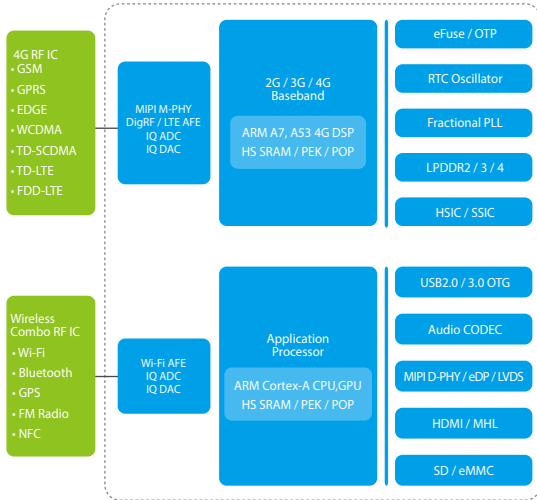 4G RF IC
• GSM
• GPRS
• EDGE
• WCDMA
• TD-SCDMA
• TD-LTE
• FDD-LTE
MIPI M-PHY
DigRF / LTE AFE
IQ ADC
IQ DAC
2G / 3G / 4G
Baseband
ARM A7, A53 4G DSP
HS SRAM / PEK / POP
eFuse / OTP
RTC Oscillator
Fractional PLL
LPDDR2 / 3 / 4
HSIC / SSIC
Wireless
Combo RF IC
• Wi-Fi
• Bluetooth
• GPS
• FM Radio
• NFC
Wi-Fi AFE
IQ ADC
IQ DAC
Application
Processor
ARM Cortex-A CPU,GPU
HS SRAM / PEK / POP
USB2.0 / 3.0 OTG
Audio CODEC
MIPI D-PHY / eDP / LVDS
HDMI / MHL
SD / eMMC